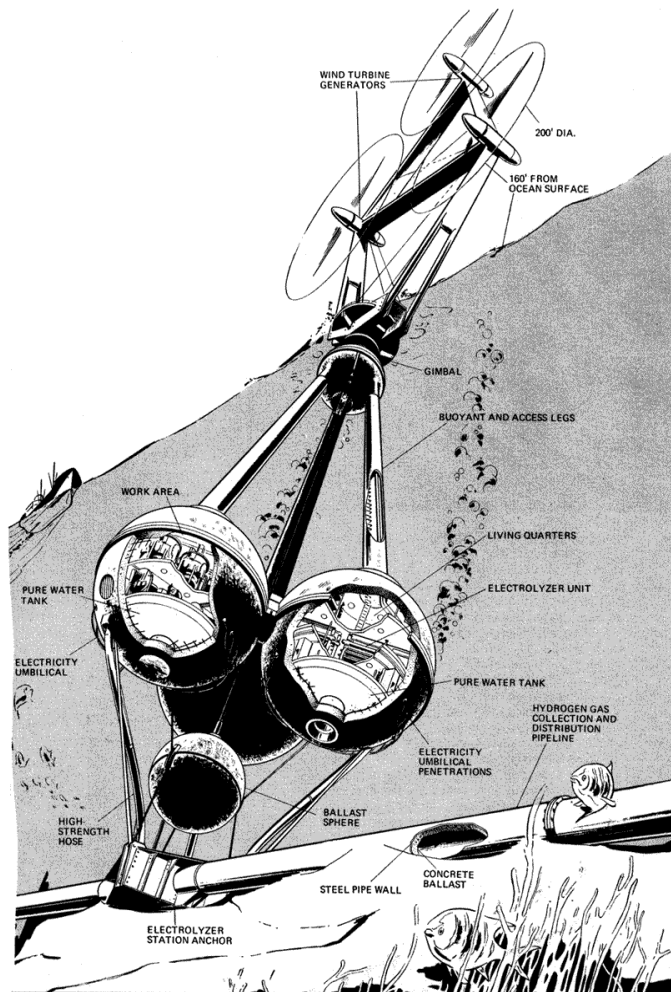 WIND TURBINE
GENERATORS
200' DIA.
160' FROM
OCEAN SURFACE
GIMBAL
BUOYANT AND ACCESS LEGS
WORK AREA
LIVING QUARTERS
PURE WATER
TANK
ELECTROLYZER UNIT
ELECTRICITY
UMBILICAL
PURE WATER TANK
HYDROGEN GAS
COLLECTION AND
DISTRIBUTION
PIPELINE
ELECTRICITY
UMBILICAL
PENETRATIONS
HIGH-
STRENGTH
HOSE
BALLAST
SPHERE
STEEL PIPE WALL
CONCRETE
BALLAST
ELECTROLYZER
STATION ANCHOR